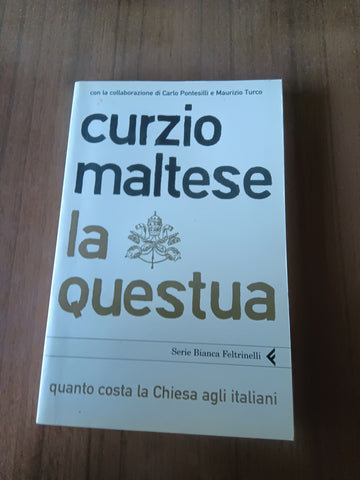 con la collaborazione di Carlo Pontesilli e Maurizio Turco
curzio
maltese
la
questua
Serie Bianca Feltrinelli
quanto costa la Chiesa agli italiani